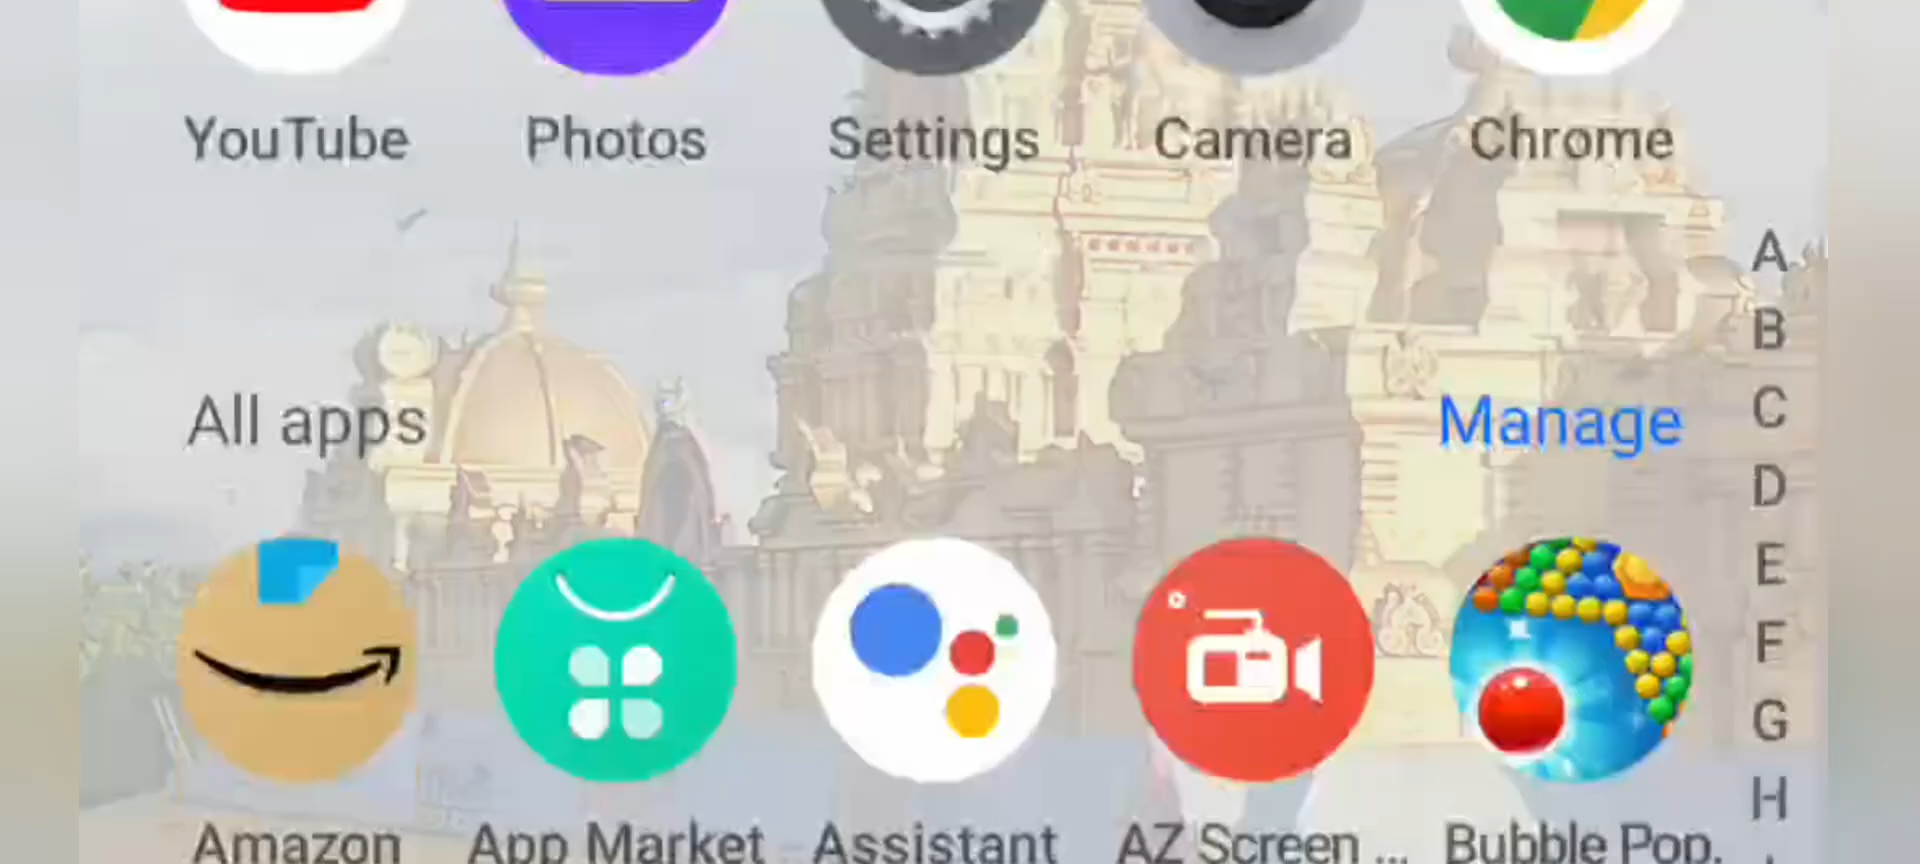 YouTube Photos Settings Camera Chrome
All apps Manage
Amazon App Market Assistant AZ Screen ... Bubble Pop.
A
B
C
D
E
F
G
H